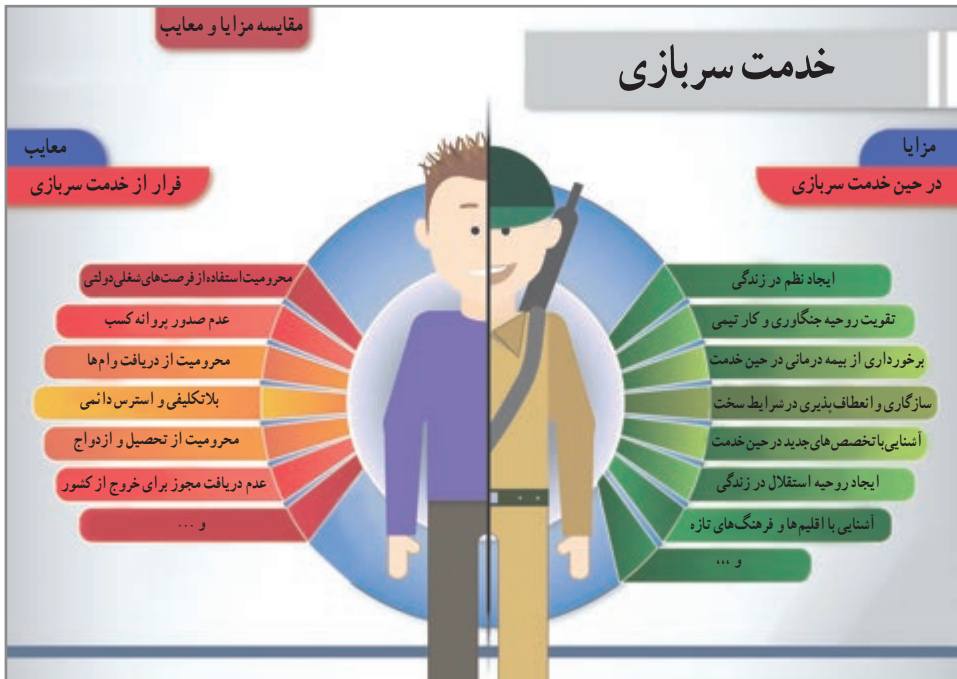 مقایسه مزایا و معایب
خدمت سربازی
مزایا
در حین خدمت سربازی
ایجاد نظم در زندگی
تقویت روحیه جنگاوری و کار تیمی
برخورداری از بیمه درمانی در حین خدمت
سازگاری و انعطاف‌پذیری در شرایط سخت
آشنایی با تخصص‌های جدید در حین خدمت
ایجاد روحیه استقلال در زندگی
آشنایی با اقلیم‌ها و فرهنگ‌های تازه
و ...
معایب
فرار از خدمت سربازی
محرومیت استفاده از فرصت‌های شغلی دولتی
عدم صدور پروانه کسب
محرومیت از دریافت وام‌ها
بلاتکلیفی و استرس دائمی
محرومیت از تحصیل و ازدواج
عدم دریافت مجوز برای خروج از کشور
و ...